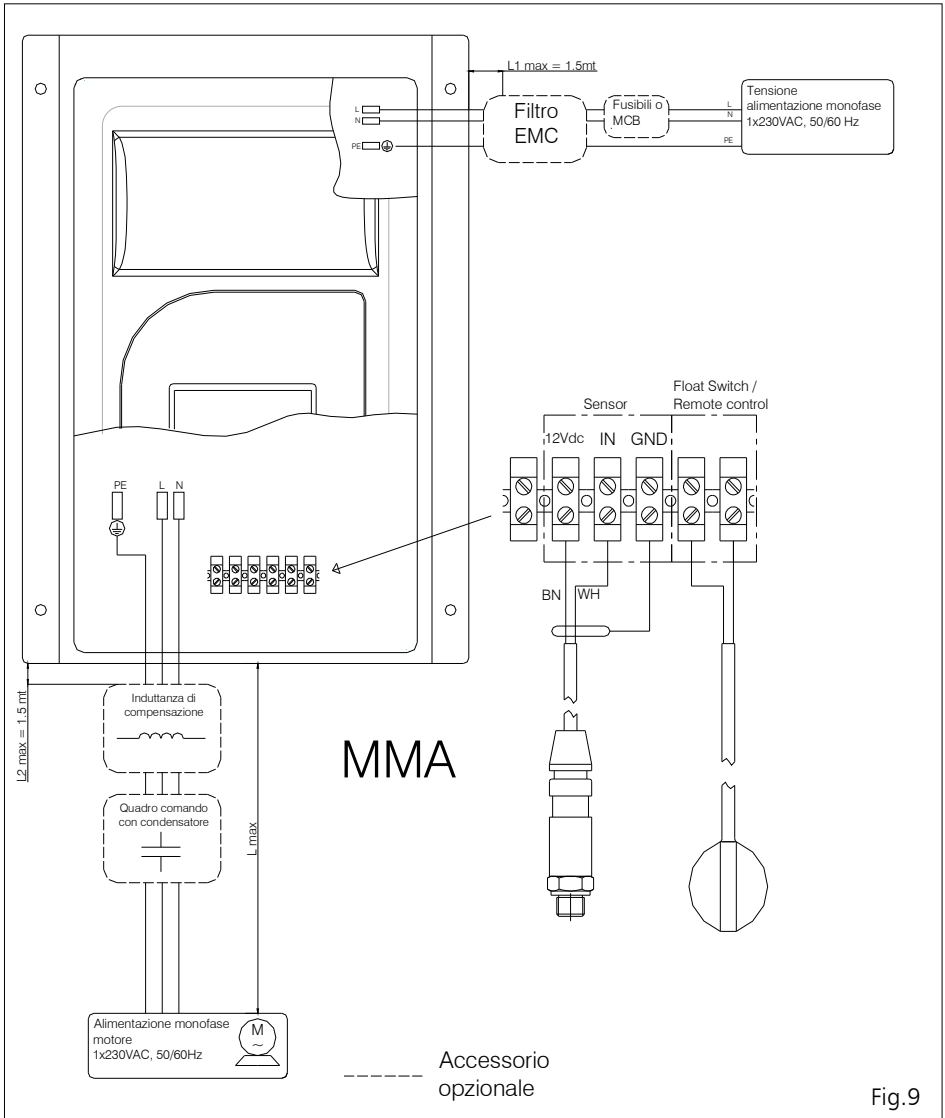 L1 max = 1.5mt
L
N
PE
Filtro
EMC
Fusibili o
MCB
L
N
PE
Tensione
alimentazione monofase
1x230VAC, 50/60 Hz
Sensor
Float Switch /
Remote control
12Vdc IN GND
BN WH
PE L N
L2 max = 1.5 mt
Induttanza di
compensazione
Quadro comando
con condensatore
L max
MMA
Alimentazione monofase
motore
1x230VAC, 50/60Hz
M
~
Accessorio
opzionale
Fig.9